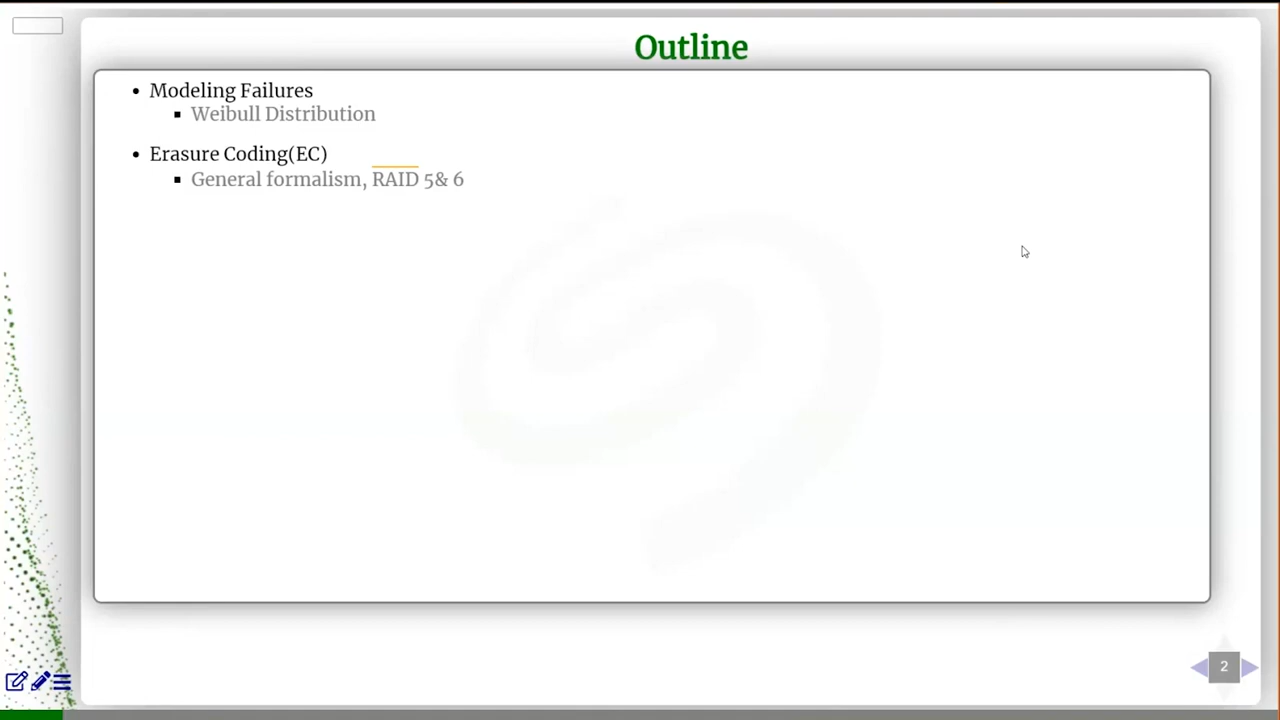 Outline
Modeling Failures
Weibull Distribution
Erasure Coding(EC)
General formalism, RAID 5& 6
2